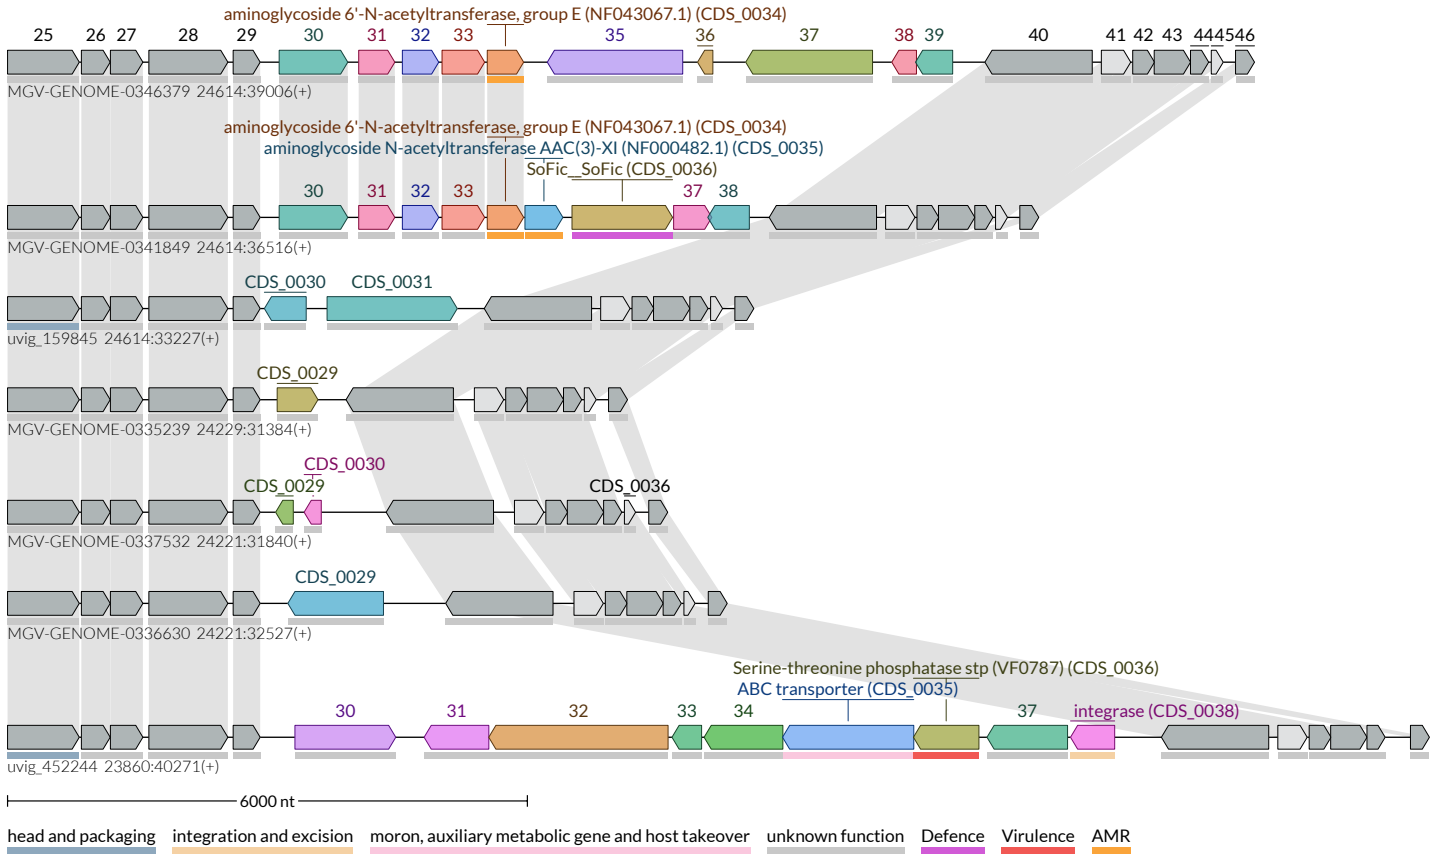 aminoglycoside 6'-N-acetyltransferase, group E (NF043067.1) (CDS_0034)
25 26 27 28 29 30 31 32 33 35 36 37 38 39 40 41 42 43 44 45 46
MGV-GENOME-0346379 24614:39006(+)
aminoglycoside 6'-N-acetyltransferase, group E (NF043067.1) (CDS_0034)
aminoglycoside N-acetyltransferase AAC(3)-XI (NF000482.1) (CDS_0035)
SoFic__SoFic (CDS_0036)
30 31 32 33 37 38
MGV-GENOME-0341849 24614:36516(+)
CDS_0030 CDS_0031
uvig_159845 24614:33227(+)
CDS_0029
MGV-GENOME-0335239 24229:31384(+)
CDS_0030
CDS_0029 CDS_0036
MGV-GENOME-0337532 24221:31840(+)
CDS_0029
MGV-GENOME-0336630 24221:32527(+)
Serine-threonine phosphatase stp (VF0787) (CDS_0036)
ABC transporter (CDS_0035)
30 31 32 33 34 37 integrase (CDS_0038)
uvig_452244 23860:40271(+)
6000 nt
head and packaging integration and excision moron, auxiliary metabolic gene and host takeover unknown function Defence Virulence AMR